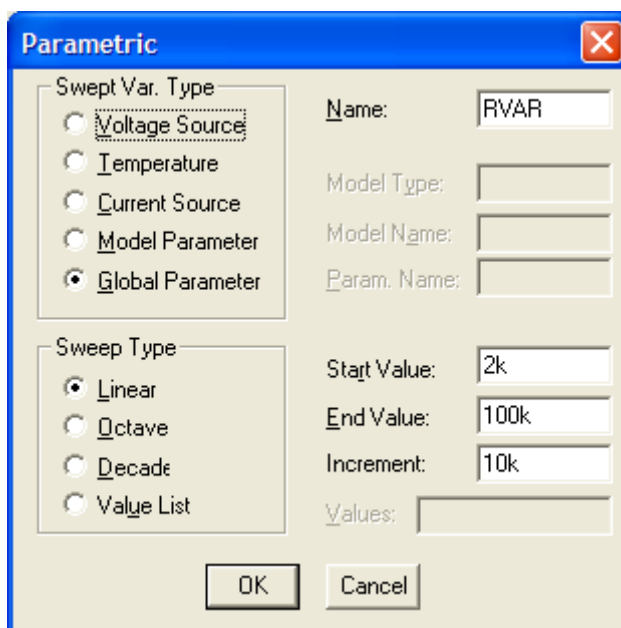 Parametric
Swept Var. Type
Voltage Source
Temperature
Current Source
Model Parameter
Global Parameter
Name: RVAR
Model Type:
Model Name:
Param. Name:
Sweep Type
Linear
Octave
Decade
Value List
Start Value: 2k
End Value: 100k
Increment: 10k
Values:
OK Cancel